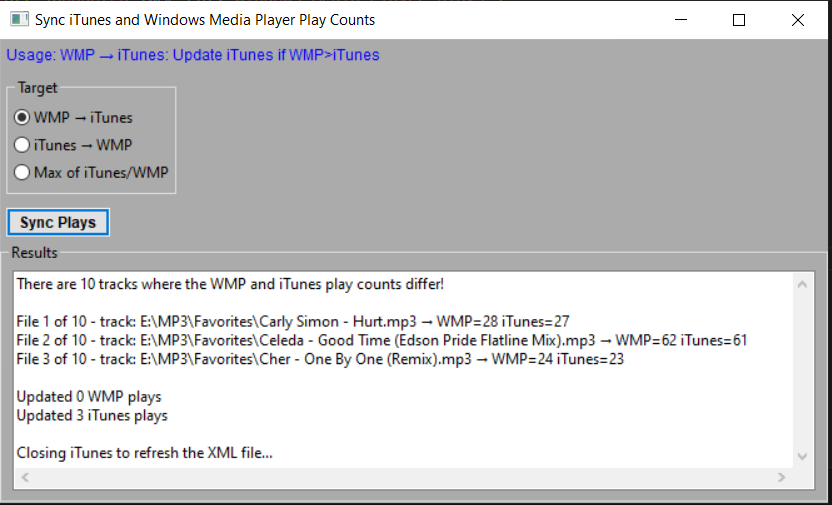 Sync iTunes and Windows Media Player Play Counts
Usage: WMP → iTunes: Update iTunes if WMP>iTunes
Target
WMP → iTunes
iTunes → WMP
Max of iTunes/WMP
Sync Plays
Results
There are 10 tracks where the WMP and iTunes play counts differ!
File 1 of 10 - track: E:\MP3\Favorites\Carly Simon - Hurt.mp3 → WMP=28 iTunes=27
File 2 of 10 - track: E:\MP3\Favorites\Celeda - Good Time (Edson Pride Flatline Mix).mp3 → WMP=62 iTunes=61
File 3 of 10 - track: E:\MP3\Favorites\Cher - One By One (Remix).mp3 → WMP=24 iTunes=23
Updated 0 WMP plays
Updated 3 iTunes plays
Closing iTunes to refresh the XML file...